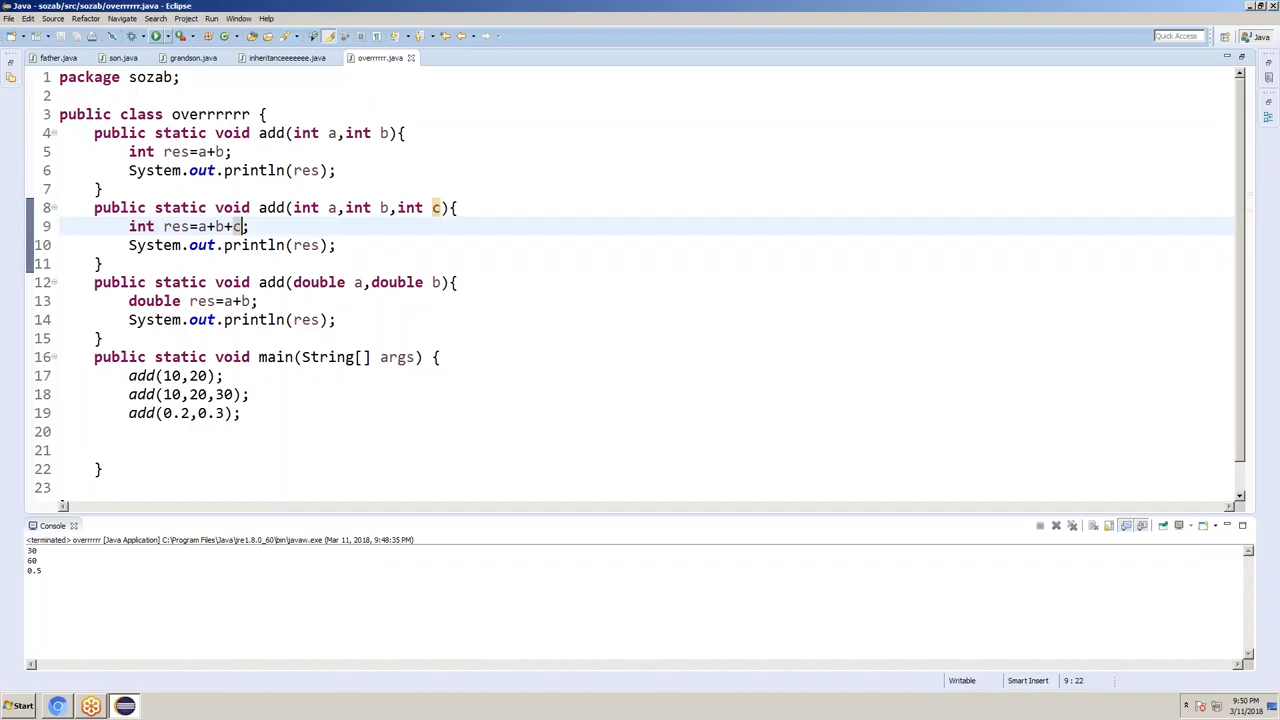 Java - sozab/src/sozab/overrrrrr.java - Eclipse
File Edit Source Refactor Navigate Search Project Run Window Help
Quick Access Java
father.java son.java grandson.java inheritanceeeeeee.java overrrrrr.java
1 package sozab;
2
3 public class overrrrrr {
4 public static void add(int a,int b){
5 int res=a+b;
6 System.out.println(res);
7 }
8 public static void add(int a,int b,int c){
9 int res=a+b+c;
10 System.out.println(res);
11 }
12 public static void add(double a,double b){
13 double res=a+b;
14 System.out.println(res);
15 }
16 public static void main(String[] args) {
17 add(10,20);
18 add(10,20,30);
19 add(0.2,0.3);
20
21
22 }
23
Console
<terminated> overrrrrr [Java Application] C:\Program Files\Java\jre1.8.0_60\bin\javaw.exe (Mar 11, 2018, 9:48:35 PM)
30
60
0.5
Writable Smart Insert 9 : 22
Start 9:50 PM
3/11/2018